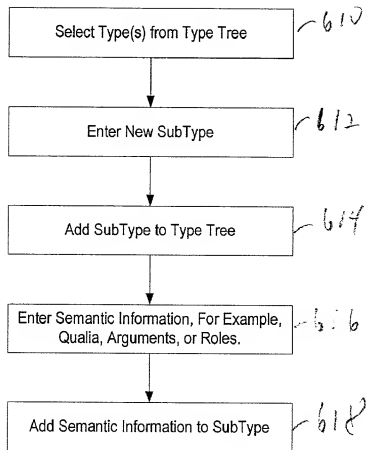 Select Type(s) from Type Tree
610
Enter New SubType
612
Add SubType to Type Tree
614
Enter Semantic Information, For Example,
Qualia, Arguments, or Roles.
616
Add Semantic Information to SubType
618